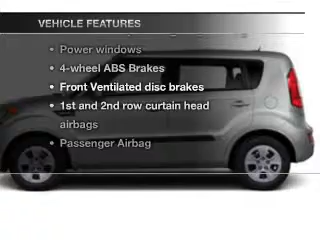 VEHICLE FEATURES
• Power windows
• 4-wheel ABS Brakes
• Front Ventilated disc brakes
• 1st and 2nd row curtain head
airbags
• Passenger Airbag